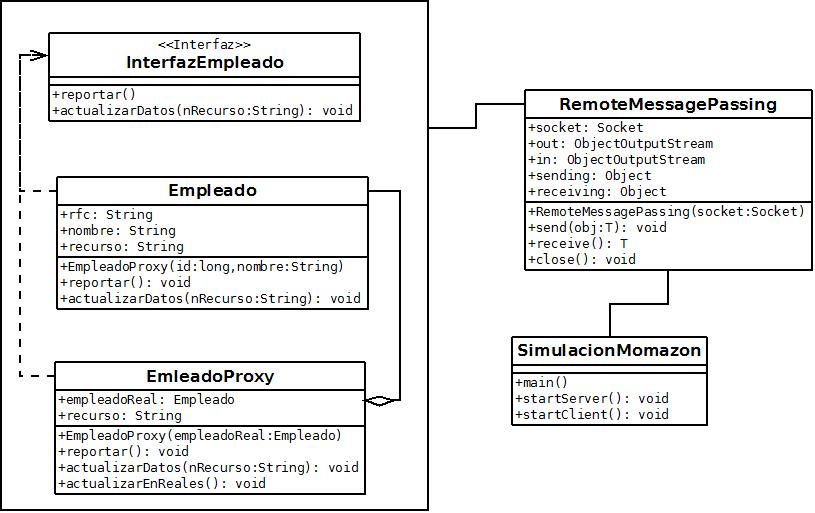 <<Interfaz>>
InterfazEmpleado
+reportar()
+actualizarDatos(nRecurso:String): void
Empleado
+rfc: String
+nombre: String
+recurso: String
+EmpleadoProxy(id:long,nombre:String)
+reportar(): void
+actualizarDatos(nRecurso:String): void
EmleadoProxy
+empleadoReal: Empleado
+recurso: String
+EmpleadoProxy(empleadoReal:Empleado)
+reportar(): void
+actualizarDatos(nRecurso:String): void
+actualizarEnReales(): void
RemoteMessagePassing
+socket: Socket
+out: ObjectOutputStream
+in: ObjectOutputStream
+sending: Object
+receiving: Object
+RemoteMessagePassing(socket:Socket)
+send(obj:T): void
+receive(): T
+close(): void
SimulacionMomazon
+main()
+startServer(): void
+startClient(): void